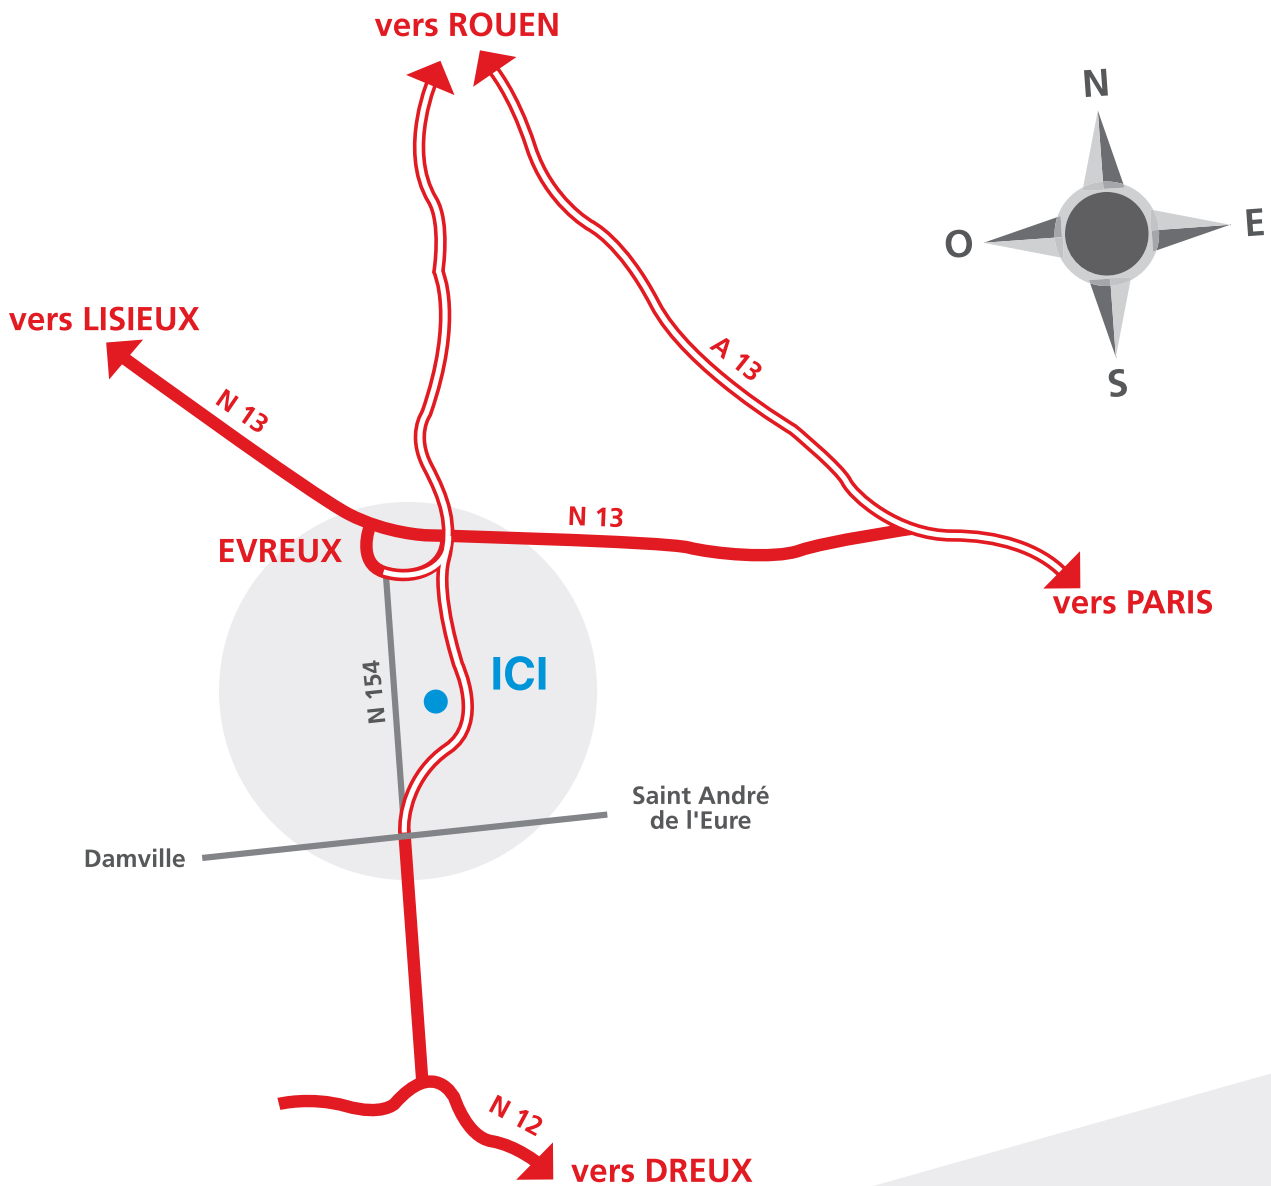 vers ROUEN
N
O
E
S
vers LISIEUX
A 13
N 13
N 13
EVREUX
vers PARIS
N 154
ICI
Saint André
de l'Eure
Damville
N 12
vers DREUX